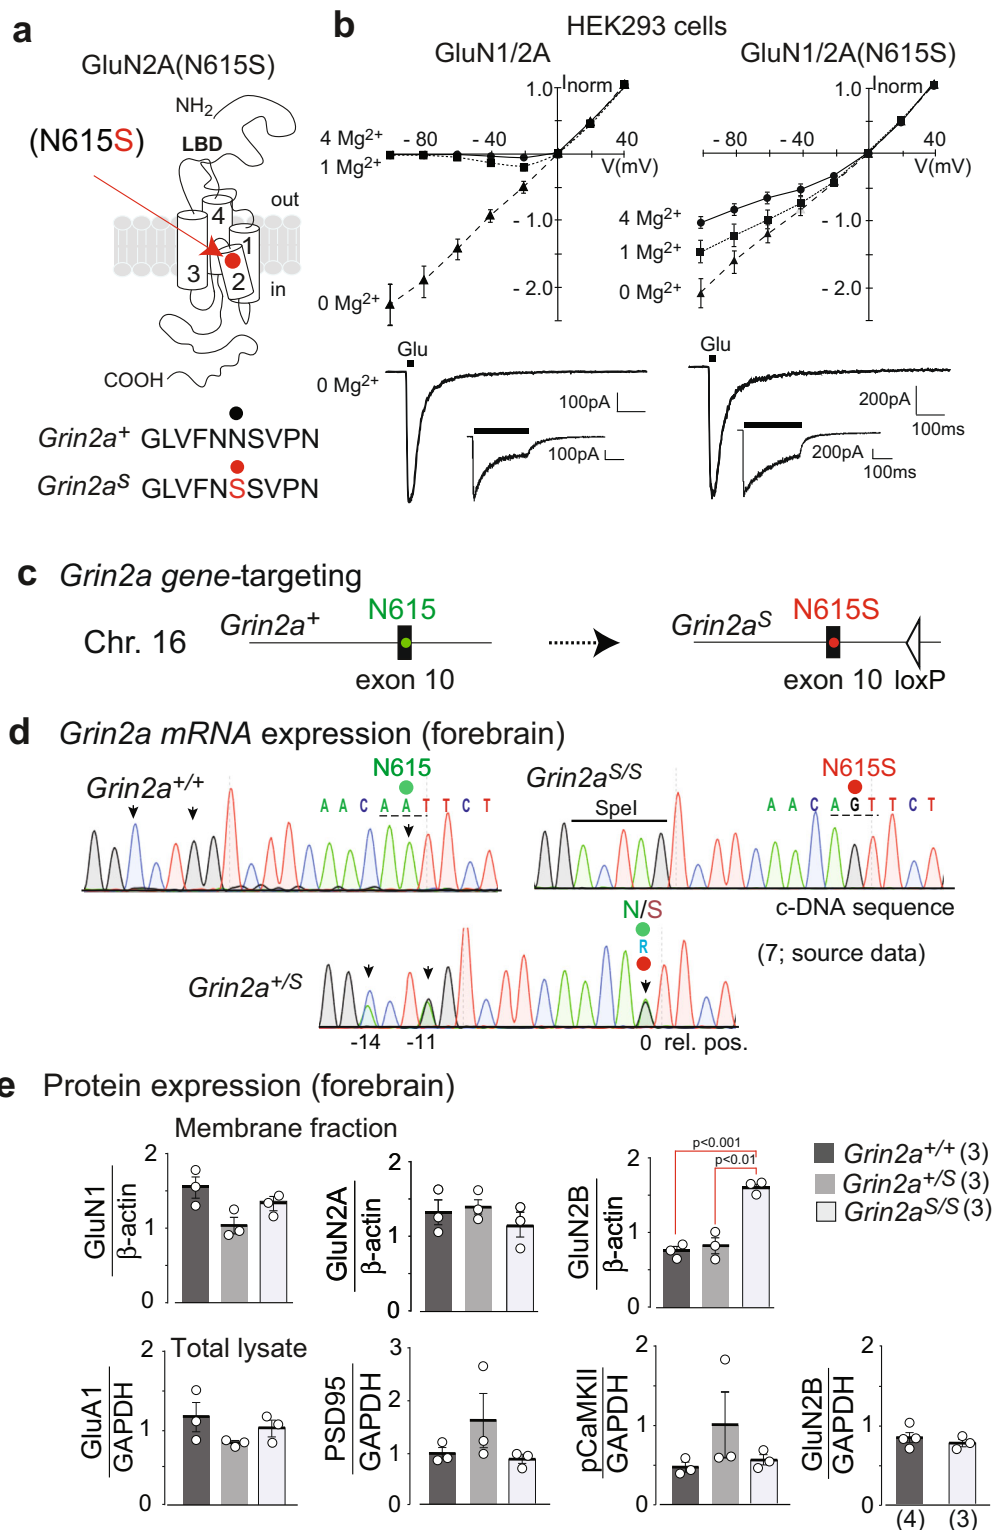 a
GluN2A(N615S)
NH2
(N615S)
LBD
out
4
1
3
2
in
COOH
Grin2a+ GLVFNNSVPN
Grin2aS GLVFNSSVPN
b
HEK293 cells
GluN1/2A
1.0
Inorm
4 Mg2+
1 Mg2+
-80
-40
40
V(mV)
- 1.0
0 Mg2+
- 2.0
GluN1/2A(N615S)
1.0
Inorm
-80
-40
40
V(mV)
4 Mg2+
- 1.0
1 Mg2+
0 Mg2+
- 2.0
Glu
0 Mg2+
100pA
100pA
Glu
200pA
100ms
200pA
100ms
c Grin2a gene-targeting
Chr. 16
Grin2a+
N615
exon 10
Grin2aS
N615S
exon 10
loxP
d Grin2a mRNA expression (forebrain)
Grin2a+/+
N615
A A C A A T T C T
Grin2aS/S
SpeI
N615S
A A C A G T T C T
c-DNA sequence
(7; source data)
Grin2a+/S
N/S
R
-14
-11
0
rel. pos.
e Protein expression (forebrain)
Membrane fraction
GluN1
β-actin
2
1
0
GluN2A
β-actin
2
1
0
GluN2B
β-actin
2
1
0
p<0.001
p<0.01
Grin2a+/+ (3)
Grin2a+/S (3)
Grin2aS/S (3)
Total lysate
GluA1
GAPDH
2
1
0
PSD95
GAPDH
3
2
1
0
pCaMKII
GAPDH
2
1
0
GluN2B
GAPDH
2
1
0
(4)
(3)